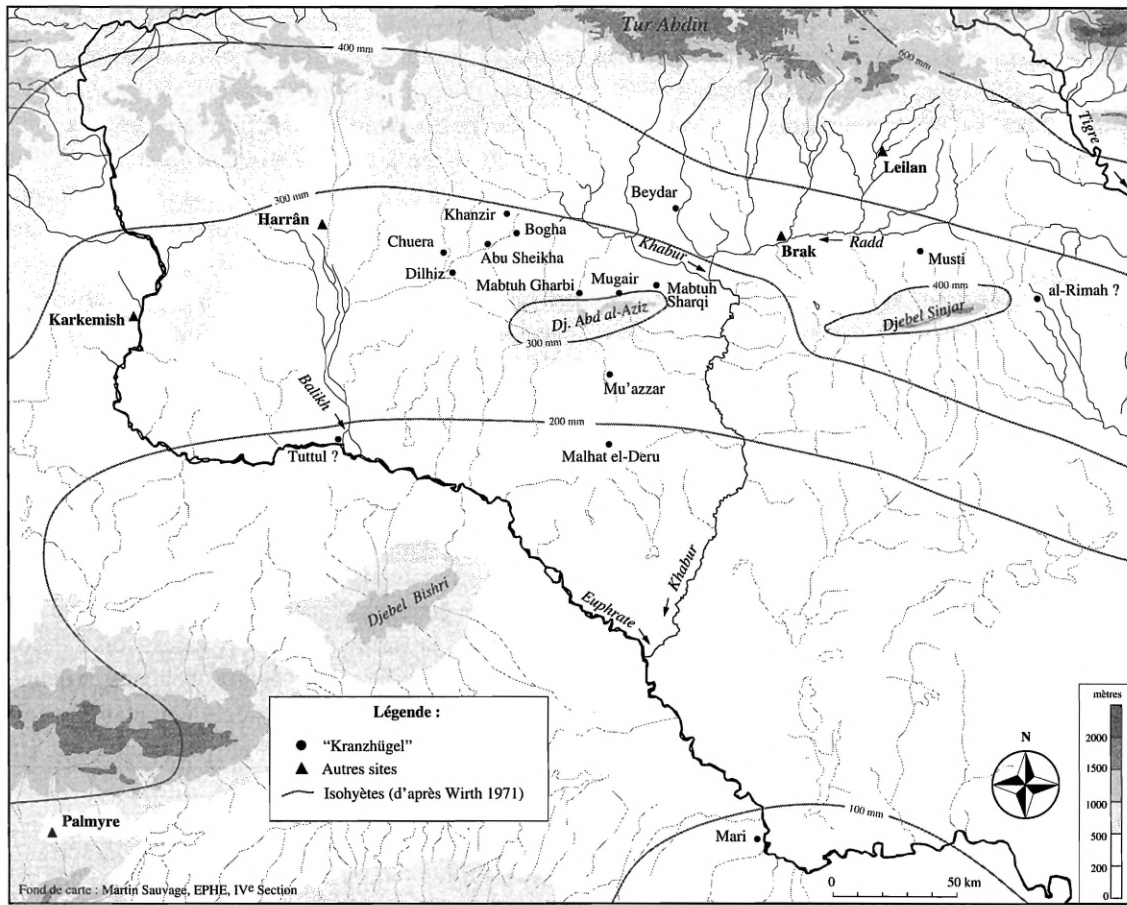 Tur Abdin
400 mm
600 mm
Tigre
Leilan
300 mm
Beydar
Khanzir
Harrân
Bogha
Khabur
Brak
Radd
Chuera
Abu Sheikha
Musti
Dilhiz
Mabtuh Gharbi
Mugair
Mabtuh
Sharqi
400 mm
al-Rimah ?
Karkemish
Dj. Abd al-Aziz
Djebel Sinjar
300 mm
Mu'azzar
Balikh
200 mm
Tuttul ?
Malhat el-Deru
Djebel Bishri
Khabur
Euphrate
Légende :
"Kranzhügel"
Autres sites
Isohyètes (d'après Wirth 1971)
mètres
2000
1500
1000
500
200
0
N
Palmyre
100 mm
Mari
0 50 km
Fond de carte : Martin Sauvage, EPHE, IVe Section